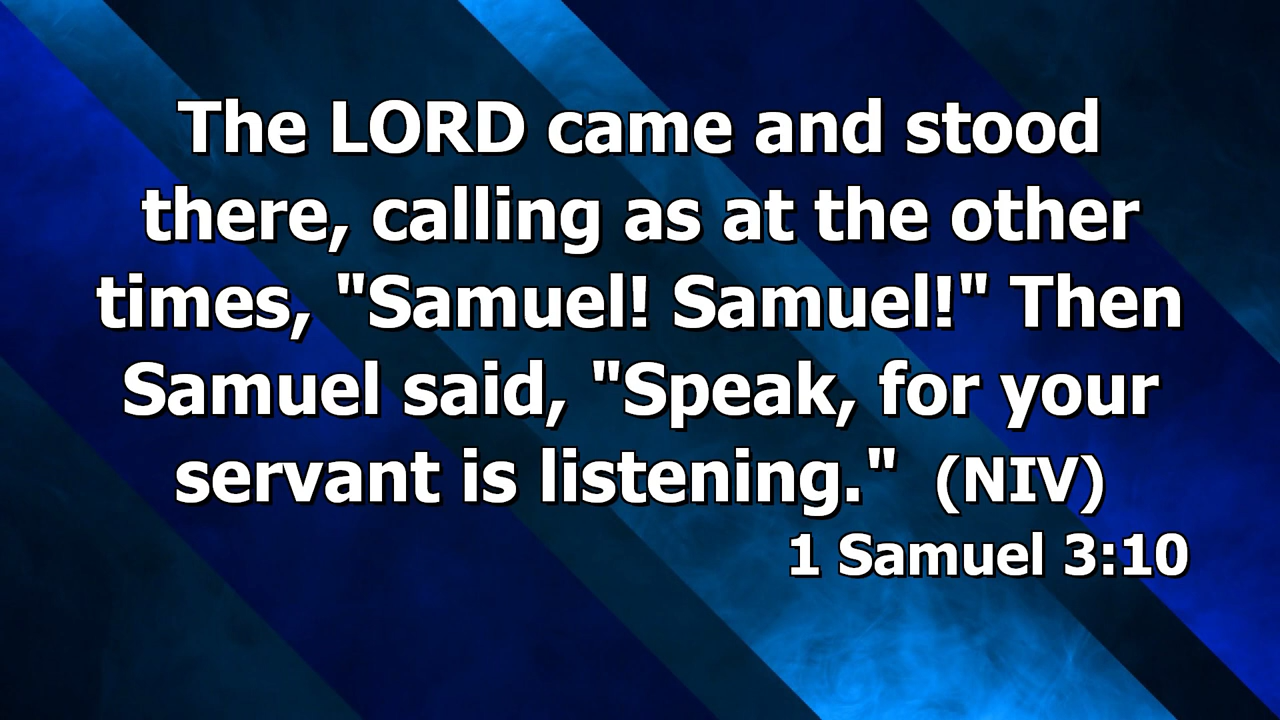 The LORD came and stood
there, calling as at the other
times, "Samuel! Samuel!" Then
Samuel said, "Speak, for your
servant is listening." (NIV)
1 Samuel 3:10